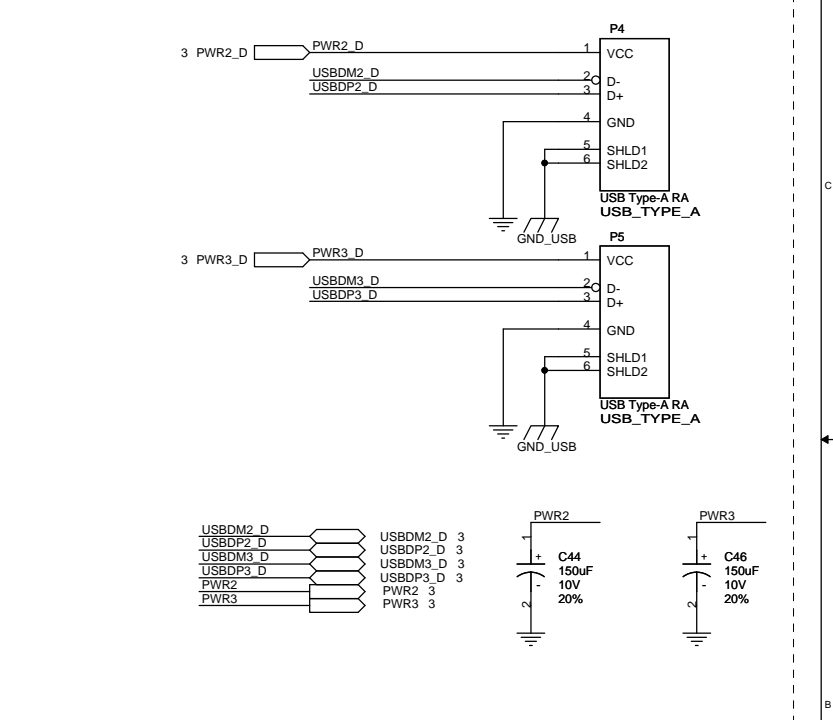 P4
3 PWR2_D PWR2_D 1 VCC
USBDM2_D 2 D-
USBDP2_D 3 D+
4 GND
5 SHLD1
6 SHLD2
C
USB Type-A RA
USB_TYPE_A
GND_USB
P5
3 PWR3_D PWR3_D 1 VCC
USBDM3_D 2 D-
USBDP3_D 3 D+
4 GND
5 SHLD1
6 SHLD2
USB Type-A RA
USB_TYPE_A
GND_USB
USBDM2_D USBDM2_D 3
USBDP2_D USBDP2_D 3
USBDM3_D USBDM3_D 3
USBDP3_D USBDP3_D 3
PWR2 PWR2 3
PWR3 PWR3 3
PWR2
1
+ C44
150uF
- 10V
2 20%
PWR3
1
+ C46
150uF
- 10V
2 20%
B